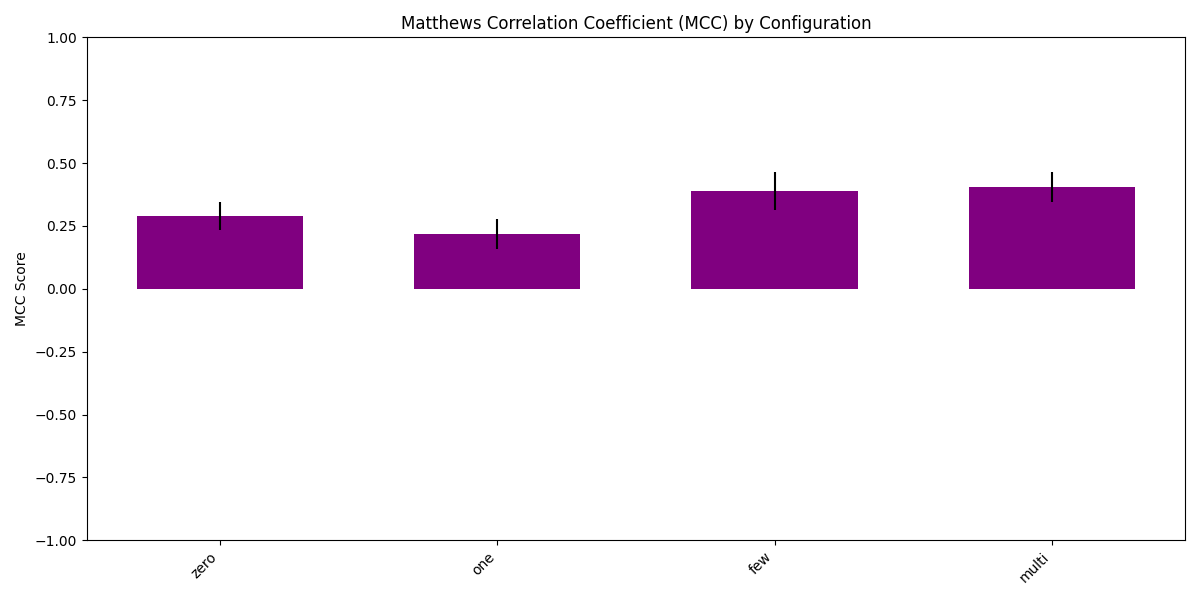 Matthews Correlation Coefficient (MCC) by Configuration
1.00
0.75
0.50
0.25
0.00
−0.25
−0.50
−0.75
−1.00
MCC Score
zero
one
few
multi